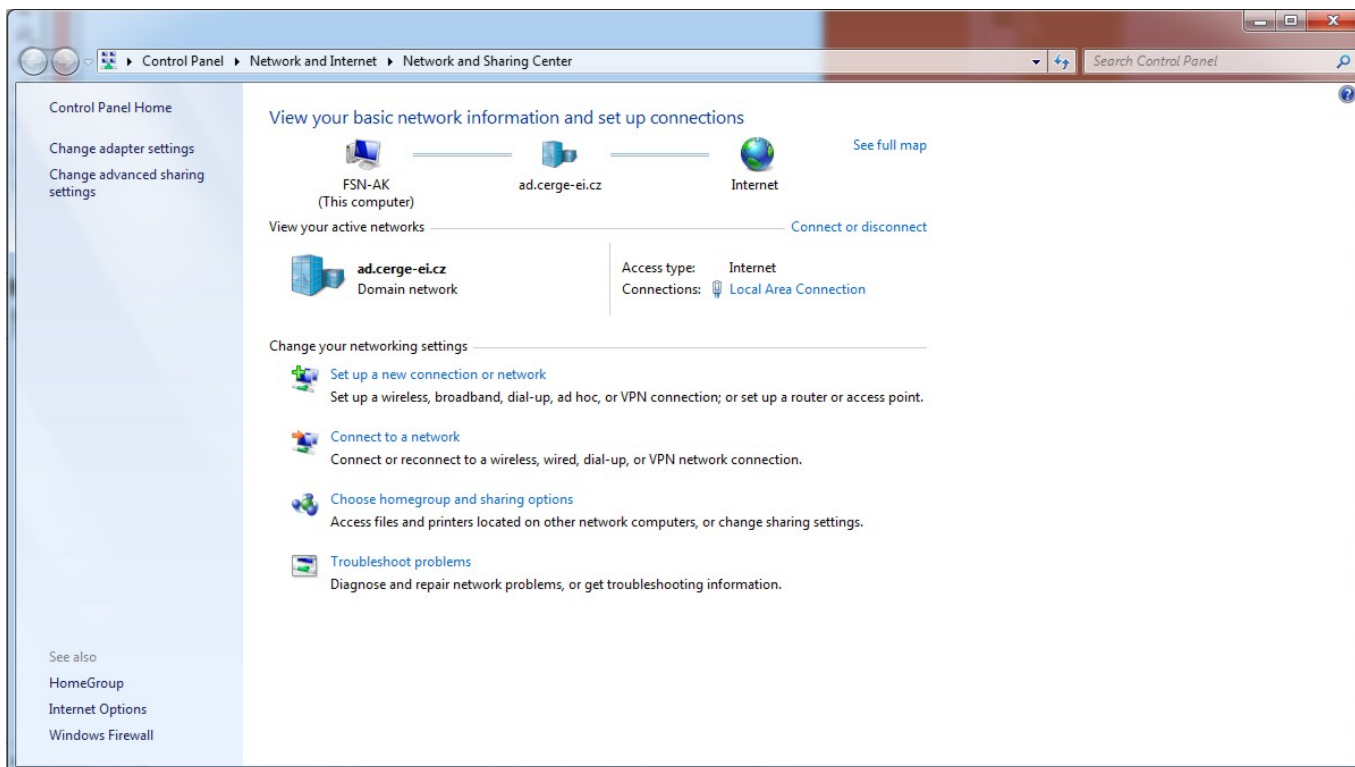 Control Panel ▸ Network and Internet ▸ Network and Sharing Center
Search Control Panel
Control Panel Home
Change adapter settings
Change advanced sharing
settings
See also
HomeGroup
Internet Options
Windows Firewall
View your basic network information and set up connections
See full map
FSN-AK
(This computer)
ad.cerge-ei.cz
Internet
View your active networks
Connect or disconnect
ad.cerge-ei.cz
Domain network
Access type: Internet
Connections: Local Area Connection
Change your networking settings
Set up a new connection or network
Set up a wireless, broadband, dial-up, ad hoc, or VPN connection; or set up a router or access point.
Connect to a network
Connect or reconnect to a wireless, wired, dial-up, or VPN network connection.
Choose homegroup and sharing options
Access files and printers located on other network computers, or change sharing settings.
Troubleshoot problems
Diagnose and repair network problems, or get troubleshooting information.